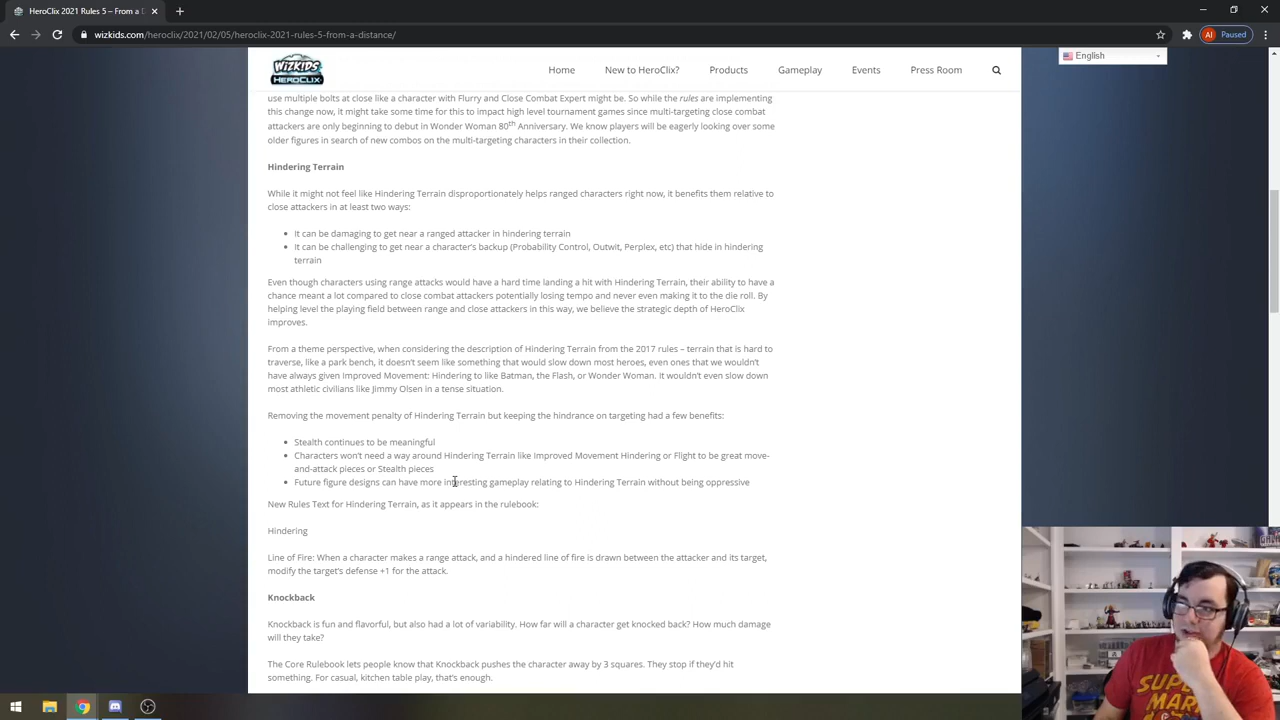 HeroClix 2021 Rules: 5 From a D
wizkids.com/heroclix/2021/02/05/heroclix-2021-rules-5-from-a-distance/
AI
Paused
WIZKIDS
HEROCLIX
Home
New to HeroClix?
Products
Gameplay
Events
Press Room
English
use multiple bolts at close like a character with Flurry and Close Combat Expert might be. So while the rules are implementing
this change now, it might take some time for this to impact high level tournament games since multi-targeting close combat
attackers are only beginning to debut in Wonder Woman 80th Anniversary. We know players will be eagerly looking over some
older figures in search of new combos on the multi-targeting characters in their collection.
Hindering Terrain
While it might not feel like Hindering Terrain disproportionately helps ranged characters right now, it benefits them relative to
close attackers in at least two ways:
• It can be damaging to get near a ranged attacker in hindering terrain
• It can be challenging to get near a character's backup (Probability Control, Outwit, Perplex, etc) that hide in hindering
terrain
Even though characters using range attacks would have a hard time landing a hit with Hindering Terrain, their ability to have a
chance meant a lot compared to close combat attackers potentially losing tempo and never even making it to the die roll. By
helping level the playing field between range and close attackers in this way, we believe the strategic depth of HeroClix
improves.
From a theme perspective, when considering the description of Hindering Terrain from the 2017 rules – terrain that is hard to
traverse, like a park bench, it doesn't seem like something that would slow down most heroes, even ones that we wouldn't
have always given Improved Movement: Hindering to like Batman, the Flash, or Wonder Woman. It wouldn't even slow down
most athletic civilians like Jimmy Olsen in a tense situation.
Removing the movement penalty of Hindering Terrain but keeping the hindrance on targeting had a few benefits:
• Stealth continues to be meaningful
• Characters won't need a way around Hindering Terrain like Improved Movement Hindering or Flight to be great move-
and-attack pieces or Stealth pieces
• Future figure designs can have more interesting gameplay relating to Hindering Terrain without being oppressive
New Rules Text for Hindering Terrain, as it appears in the rulebook:
Hindering
Line of Fire: When a character makes a range attack, and a hindered line of fire is drawn between the attacker and its target,
modify the target's defense +1 for the attack.
Knockback
Knockback is fun and flavorful, but also had a lot of variability. How far will a character get knocked back? How much damage
will they take?
The Core Rulebook lets people know that Knockback pushes the character away by 3 squares. They stop if they'd hit
something. For casual, kitchen table play, that's enough.
SUPER